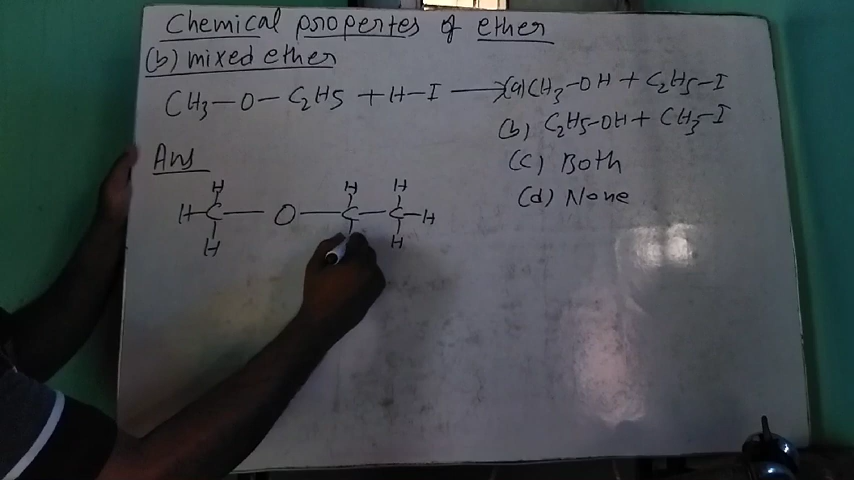 Chemical propertes of ether
(b) mixed ether
CH3-O-C2H5 + H-I → (a) CH3-OH + C2H5-I
(b) C2H5-OH + CH3-I
(c) Both
(d) None
Ans
H H H
H-C-O-C-C-H
H H